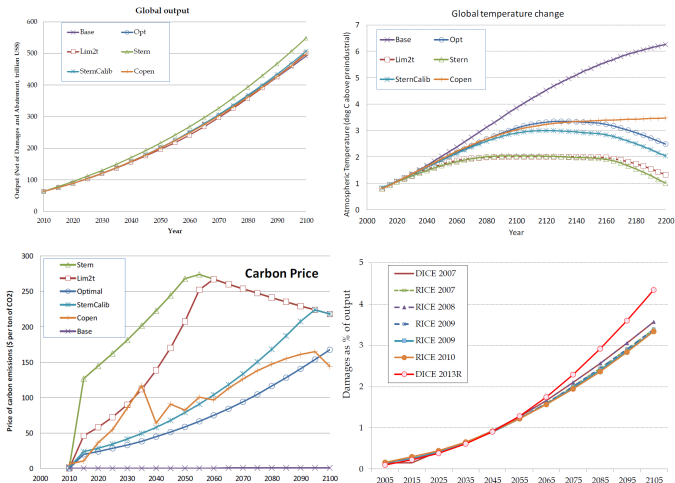 Global output
Output (Net of Damages and Abatement, trillion US$)
Base
Opt
Lim2t
Stern
SternCalib
Copen
600
500
400
300
200
100
0
2010 2020 2030 2040 2050 2060 2070 2080 2090 2100
Year
Global temperature change
Atmospheric Temperature (deg C above preindustrial)
Base
Opt
Lim2t
Stern
SternCalib
Copen
7
6
5
4
3
2
1
0
2000 2020 2040 2060 2080 2100 2120 2140 2160 2180 2200
Year
Carbon Price
Price of carbon emissions ($ per ton of CO2)
Stern
Lim2t
Optimal
SternCalib
Copen
Base
300
250
200
150
100
50
0
2000 2010 2020 2030 2040 2050 2060 2070 2080 2090 2100
Damages as % of output
DICE 2007
RICE 2007
RICE 2008
RICE 2009
RICE 2009
RICE 2010
DICE 2013R
5
4
3
2
1
0
2005 2015 2025 2035 2045 2055 2065 2075 2085 2095 2105